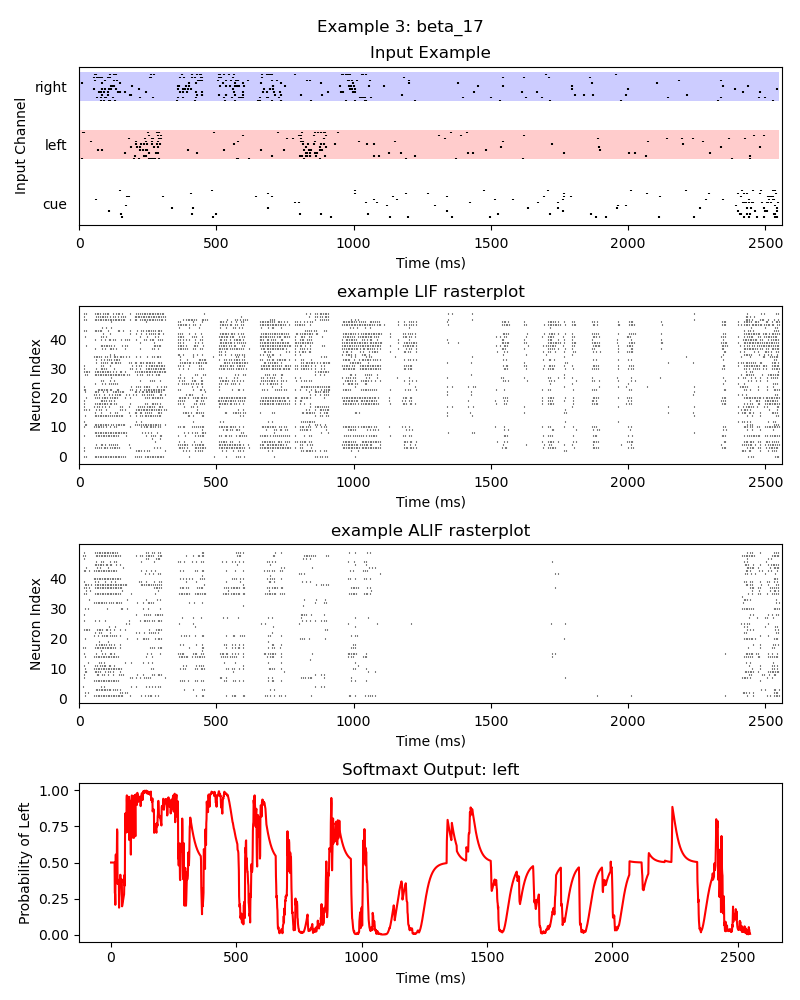 Example 3: beta_17
Input Example
Input Channel
right
left
cue
0 500 1000 1500 2000 2500
Time (ms)
example LIF rasterplot
Neuron Index
40
30
20
10
0
0 500 1000 1500 2000 2500
Time (ms)
example ALIF rasterplot
Neuron Index
40
30
20
10
0
0 500 1000 1500 2000 2500
Time (ms)
Softmaxt Output: left
Probability of Left
1.00
0.75
0.50
0.25
0.00
0 500 1000 1500 2000 2500
Time (ms)